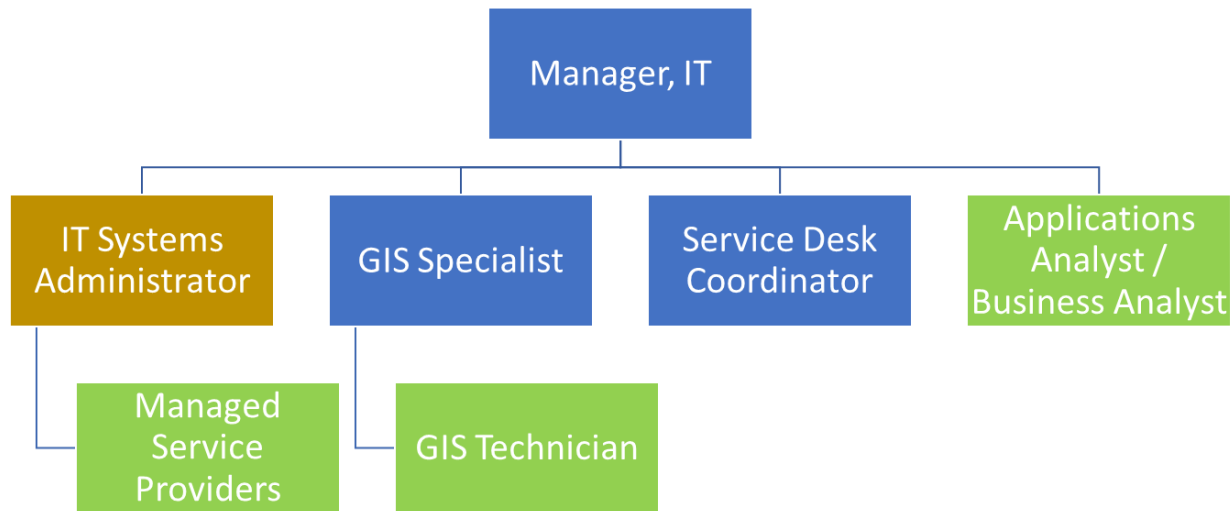 Manager, IT
IT Systems
Administrator
GIS Specialist
Service Desk
Coordinator
Applications
Analyst /
Business Analyst
Managed
Service
Providers
GIS Technician